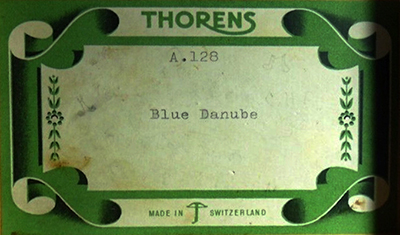 THORENS
A.128
Blue Danube
MADE IN SWITZERLAND